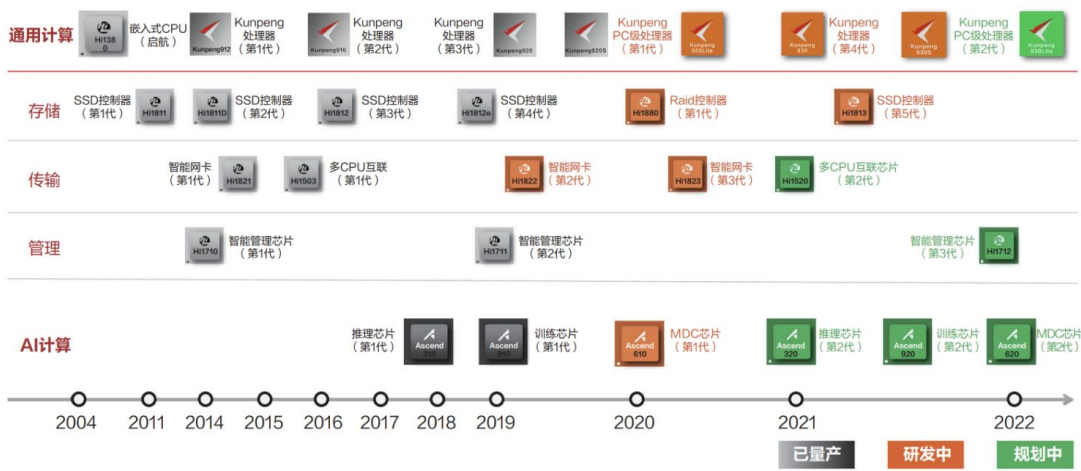 通用计算
Hi138
0
嵌入式CPU
（启航）
Kunpeng912
Kunpeng
处理器
（第1代）
Kunpeng916
Kunpeng
处理器
（第2代）
Kunpeng
处理器
（第3代）
Kunpeng920
Kunpeng920S
Kunpeng
PC级处理器
（第1代）
Kunpeng
920Lite
Kunpeng
930
Kunpeng
处理器
（第4代）
Kunpeng
930S
Kunpeng
PC级处理器
（第2代）
Kunpeng
930Lite
存储
SSD控制器
（第1代）
Hi1811
Hi1811D
SSD控制器
（第2代）
Hi1812
SSD控制器
（第3代）
Hi1812e
SSD控制器
（第4代）
Hi1880
Raid控制器
（第1代）
Hi1813
SSD控制器
（第5代）
传输
智能网卡
（第1代）
Hi1821
Hi1503
多CPU互联
（第1代）
Hi1822
智能网卡
（第2代）
Hi1823
智能网卡
（第3代）
Hi1520
多CPU互联芯片
（第2代）
管理
Hi1710
智能管理芯片
（第1代）
Hi1711
智能管理芯片
（第2代）
智能管理芯片
（第3代）
Hi1712
AI计算
推理芯片
（第1代）
Ascend
310
Ascend
910
训练芯片
（第1代）
Ascend
610
MDC芯片
（第1代）
Ascend
320
推理芯片
（第2代）
Ascend
920
训练芯片
（第2代）
Ascend
620
MDC芯片
（第2代）
2004
2011
2014
2015
2016
2017
2018
2019
2020
2021
2022
已量产
研发中
规划中